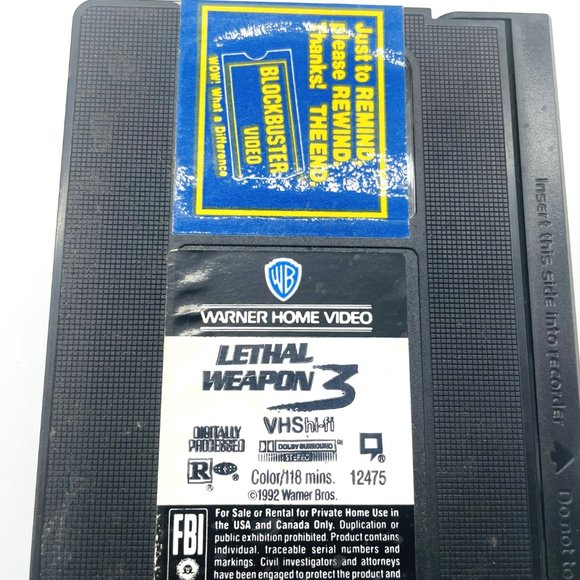 Just to REMIND
please REWIND.
Thanks! THE END.
BLOCKBUSTER
VIDEO
WOW! What a Difference
WB
WARNER HOME VIDEO
LETHAL
WEAPON 3
DIGITALLY
PROCESSED
VHS hi-fi
DOLBY SURROUND
STEREO
R
Color/118 mins. 12475
©1992 Warner Bros.
FBI
For Sale or Rental for Private Home Use in
the USA and Canada Only. Duplication or
public exhibition prohibited. Product contains
individual, traceable serial numbers and
markings. Civil investigators and attorneys
have been engaged to protect the product and
Insert this side into recorder
Do not to